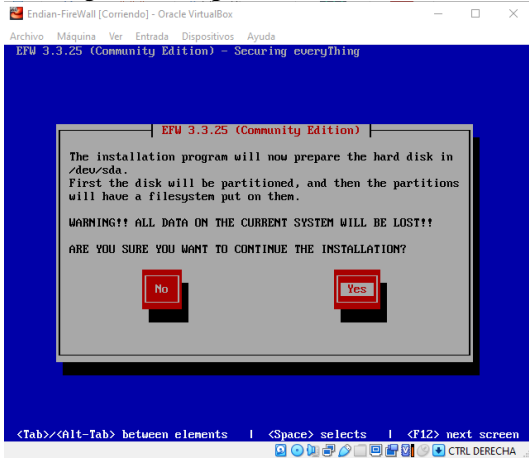 Endian-FireWall [Corriendo] - Oracle VirtualBox
Archivo Máquina Ver Entrada Dispositivos Ayuda
EFW 3.3.25 (Community Edition) - Securing everyThing
EFW 3.3.25 (Community Edition)
The installation program will now prepare the hard disk in
/dev/sda.
First the disk will be partitioned, and then the partitions
will have a filesystem put on them.
WARNING!! ALL DATA ON THE CURRENT SYSTEM WILL BE LOST!!
ARE YOU SURE YOU WANT TO CONTINUE THE INSTALLATION?
No Yes
<Tab>/<Alt-Tab> between elements | <Space> selects | <F12> next screen
CTRL DERECHA